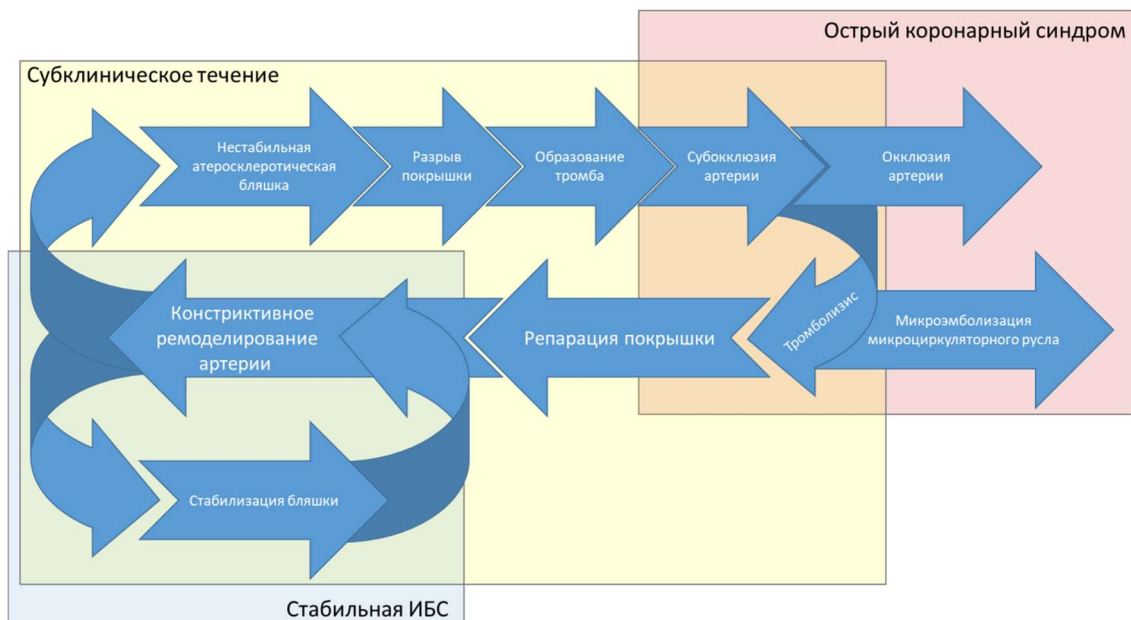 Острый коронарный синдром
Субклиническое течение
Нестабильная
атеросклеротическая
бляшка
Разрыв
покрышки
Образование
тромба
Субокклюзия
артерии
Окклюзия
артерии
Констриктивное
ремоделирование
артерии
Репарация покрышки
Тромболизис
Микроэмболизация
микроциркуляторного русла
Стабилизация бляшки
Стабильная ИБС